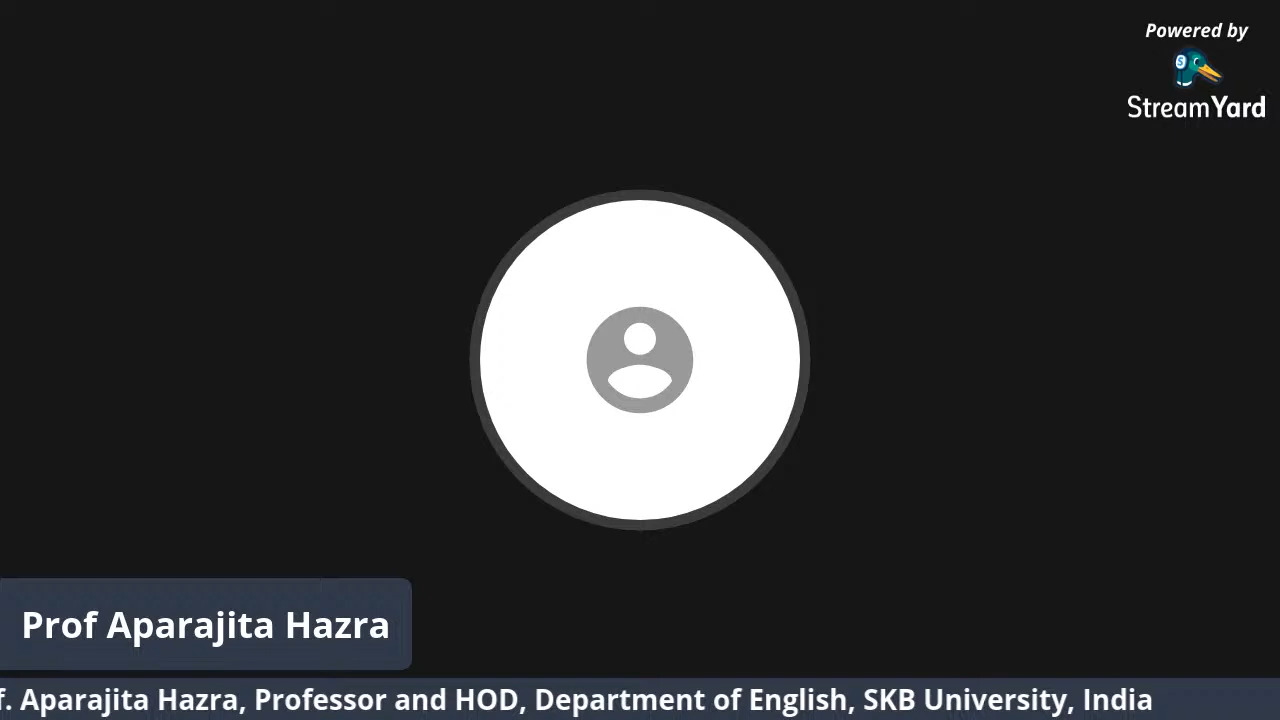 Powered by
StreamYard
Prof Aparajita Hazra
f. Aparajita Hazra, Professor and HOD, Department of English, SKB University, India